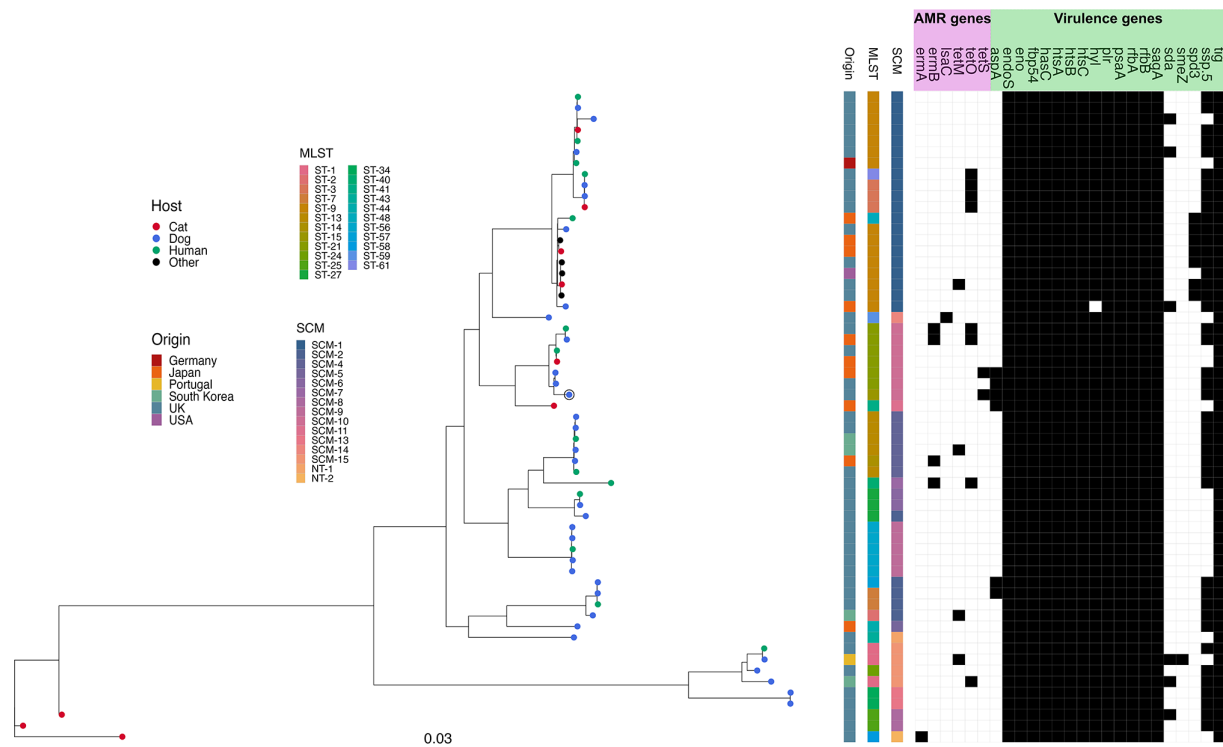 AMR genes
Virulence genes
Origin
MLST
SCM
ermA
ermB
lsaC
tetM
tetO
tetS
aspA
endoS
eno
fbp54
hasC
htsA
htsB
htsC
hyl
plr
psaA
rfbA
rfbB
sagA
sda
smeZ
spd3
ssp.5
tig
MLST
ST-1
ST-2
ST-3
ST-7
ST-9
ST-13
ST-14
ST-15
ST-21
ST-24
ST-25
ST-27
ST-34
ST-40
ST-41
ST-43
ST-44
ST-48
ST-56
ST-57
ST-58
ST-59
ST-61
Host
Cat
Dog
Human
Other
Origin
Germany
Japan
Portugal
South Korea
UK
USA
SCM
SCM-1
SCM-2
SCM-4
SCM-5
SCM-6
SCM-7
SCM-8
SCM-9
SCM-10
SCM-11
SCM-13
SCM-14
SCM-15
NT-1
NT-2
0.03